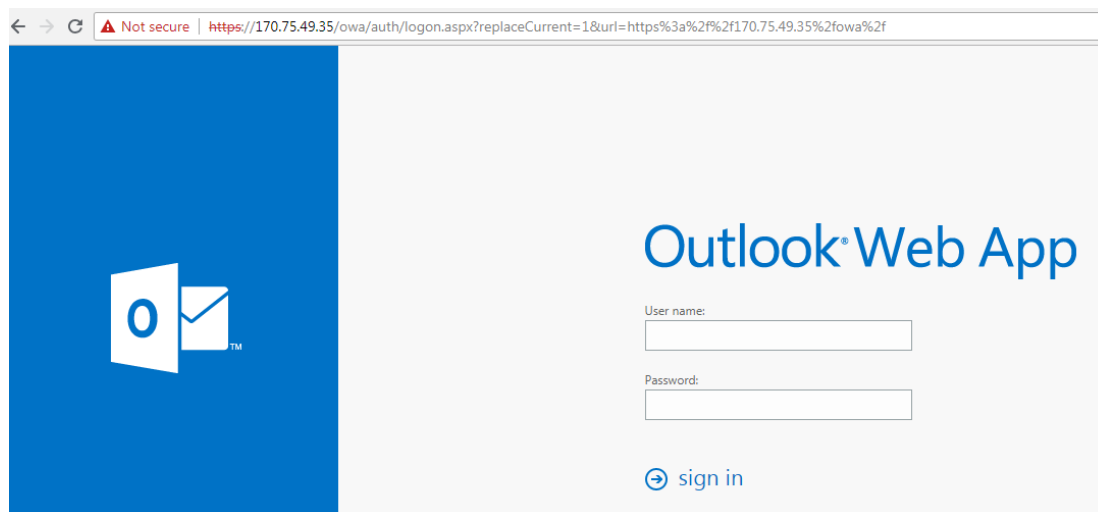 Not secure | https://170.75.49.35/owa/auth/logon.aspx?replaceCurrent=1&url=https%3a%2f%2f170.75.49.35%2fowa%2f
Outlook® Web App
User name:
O
TM
Password:
sign in